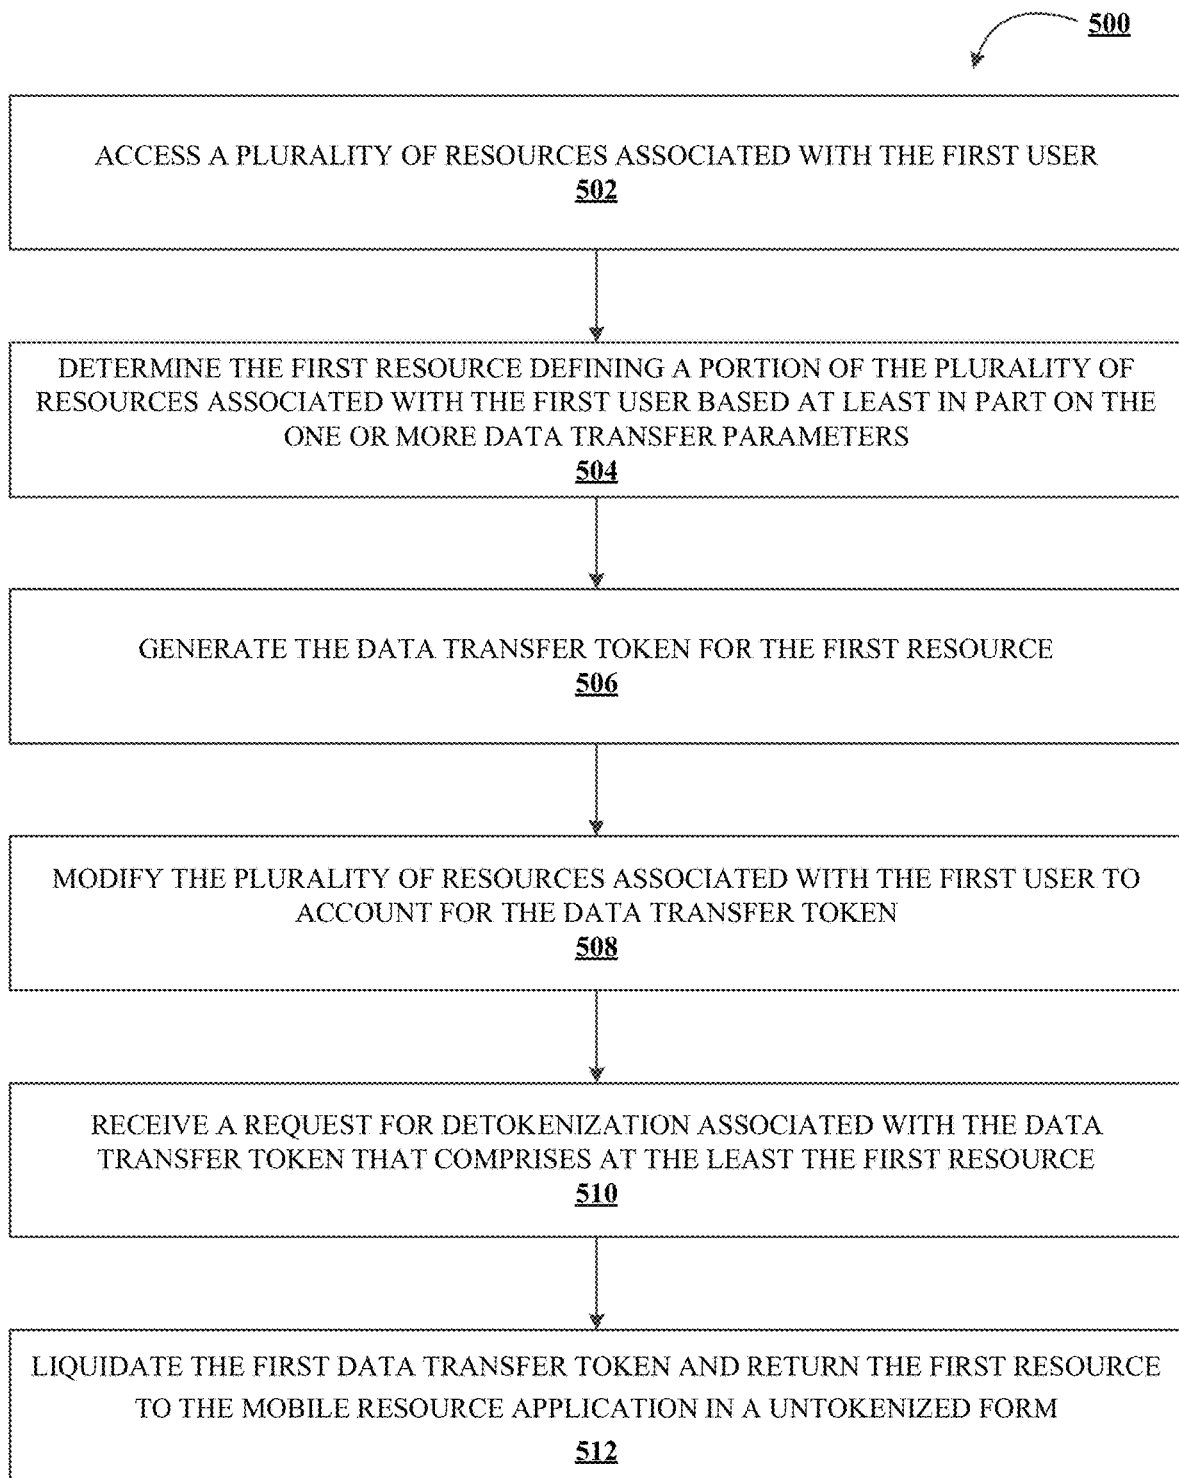 500
ACCESS A PLURALITY OF RESOURCES ASSOCIATED WITH THE FIRST USER
502
DETERMINE THE FIRST RESOURCE DEFINING A PORTION OF THE PLURALITY OF
RESOURCES ASSOCIATED WITH THE FIRST USER BASED AT LEAST IN PART ON THE
ONE OR MORE DATA TRANSFER PARAMETERS
504
GENERATE THE DATA TRANSFER TOKEN FOR THE FIRST RESOURCE
506
MODIFY THE PLURALITY OF RESOURCES ASSOCIATED WITH THE FIRST USER TO
ACCOUNT FOR THE DATA TRANSFER TOKEN
508
RECEIVE A REQUEST FOR DETOKENIZATION ASSOCIATED WITH THE DATA
TRANSFER TOKEN THAT COMPRISES AT THE LEAST THE FIRST RESOURCE
510
LIQUIDATE THE FIRST DATA TRANSFER TOKEN AND RETURN THE FIRST RESOURCE
TO THE MOBILE RESOURCE APPLICATION IN A UNTOKENIZED FORM
512